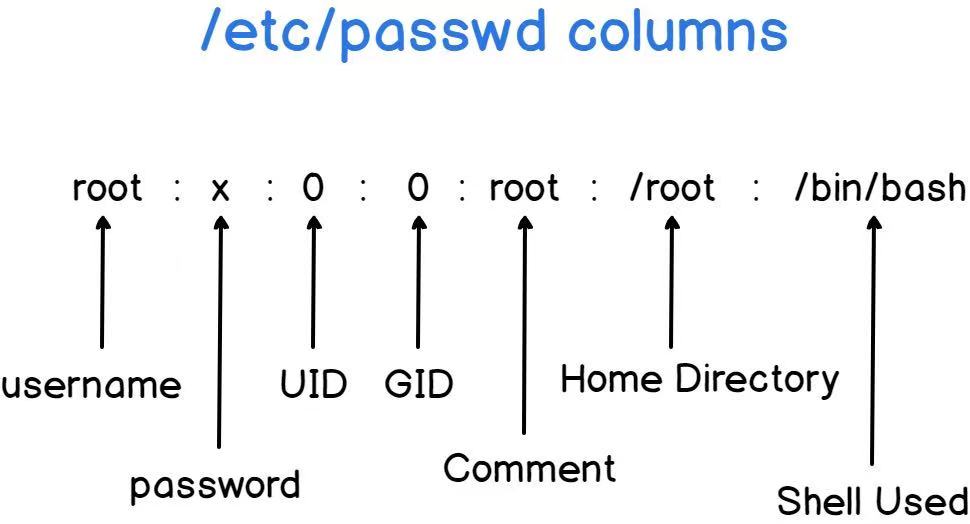 /etc/passwd columns
root : x : 0 : 0 : root : /root : /bin/bash
username
UID
GID
Home Directory
password
Comment
Shell Used